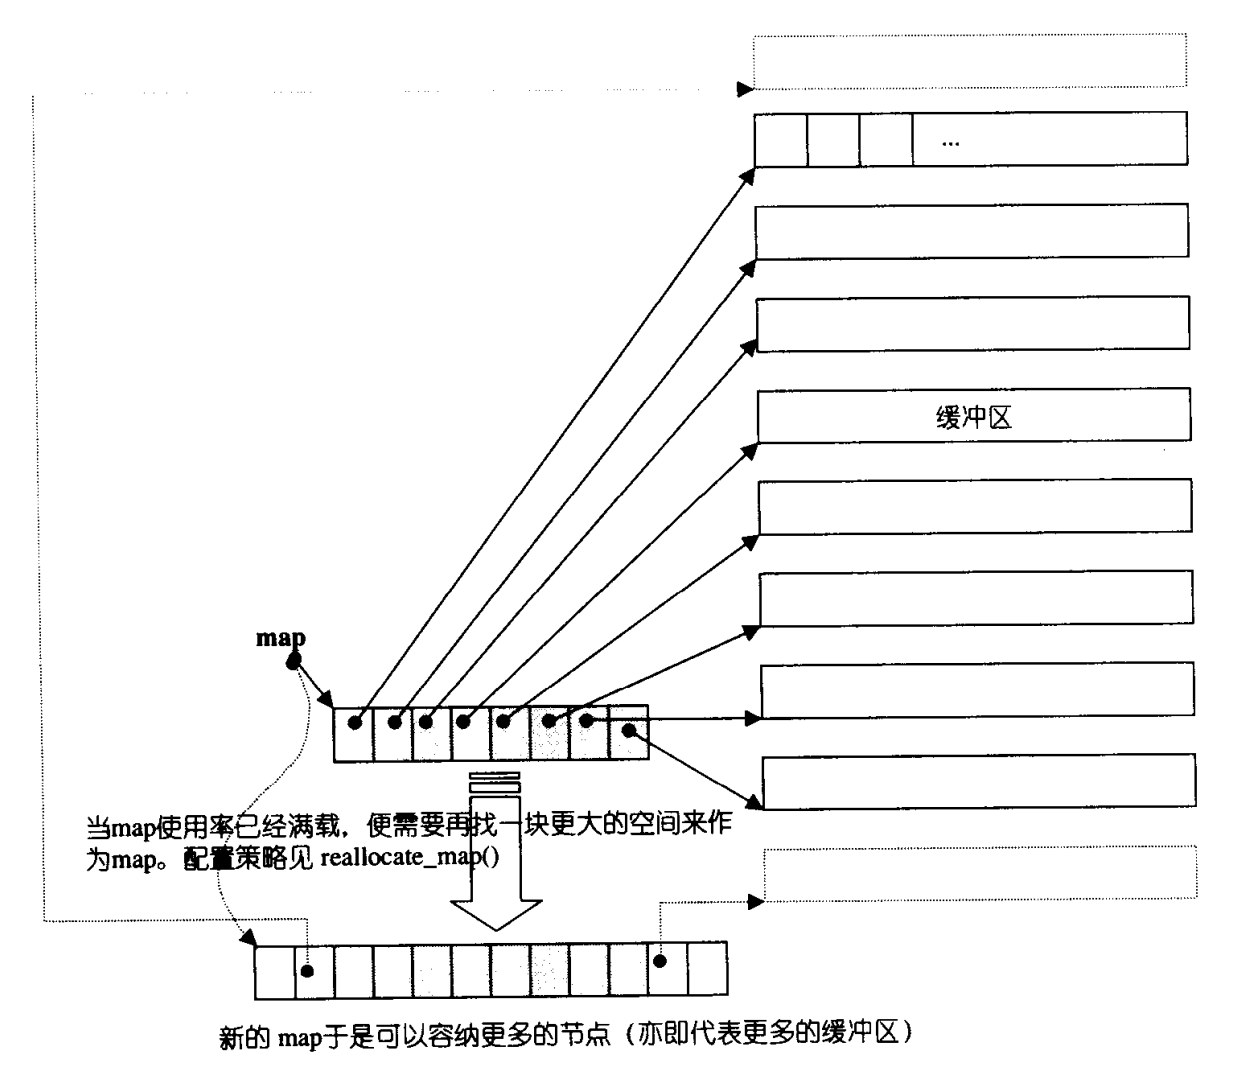 ...
缓冲区
map
当map使用率已经满载，便需要再找一块更大的空间来作
为map。配置策略见 reallocate_map()
新的 map于是可以容纳更多的节点（亦即代表更多的缓冲区）